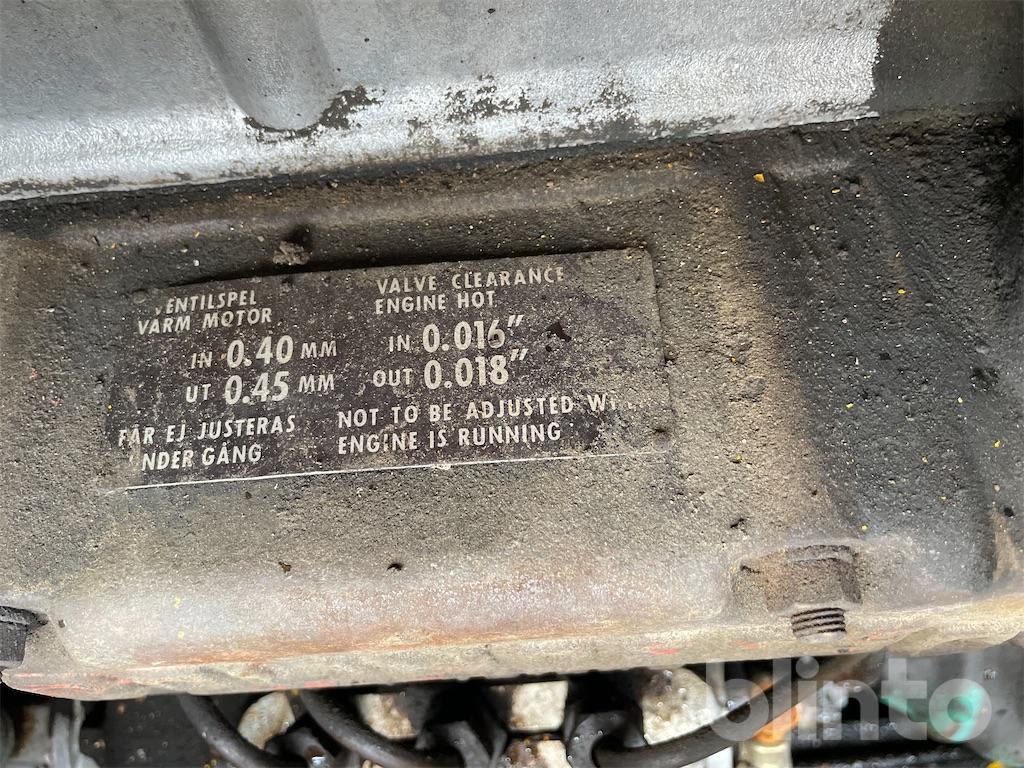 VENTILSPEL
VARM MOTOR
IN 0.40 MM
UT 0.45 MM
FÅR EJ JUSTERAS
UNDER GÅNG
VALVE CLEARANCE
ENGINE HOT
IN 0.016"
OUT 0.018"
NOT TO BE ADJUSTED
ENGINE IS RUNNING
blinto